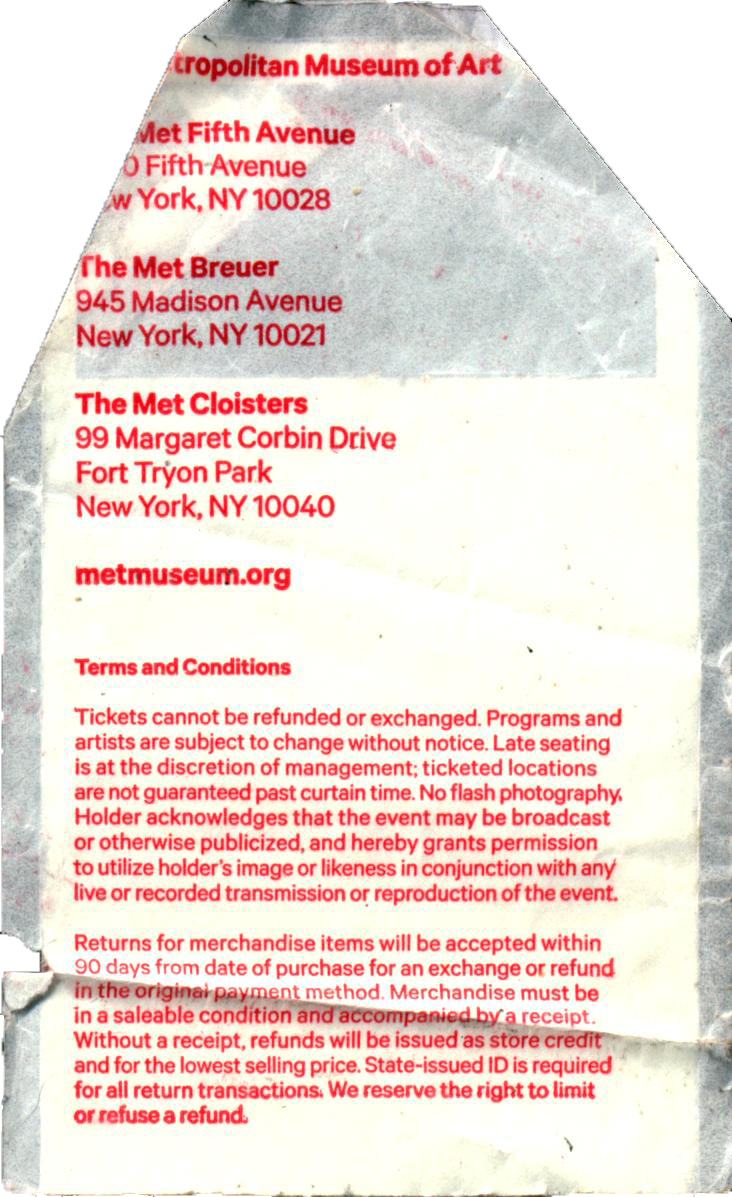 tropolitan Museum of Art
Met Fifth Avenue
0 Fifth Avenue
w York, NY 10028
The Met Breuer
945 Madison Avenue
New York, NY 10021
The Met Cloisters
99 Margaret Corbin Drive
Fort Tryon Park
New York, NY 10040
metmuseum.org
Terms and Conditions
Tickets cannot be refunded or exchanged. Programs and
artists are subject to change without notice. Late seating
is at the discretion of management; ticketed locations
are not guaranteed past curtain time. No flash photography.
Holder acknowledges that the event may be broadcast
or otherwise publicized, and hereby grants permission
to utilize holder's image or likeness in conjunction with any
live or recorded transmission or reproduction of the event.
Returns for merchandise items will be accepted within
90 days from date of purchase for an exchange or refund
in the original payment method. Merchandise must be
in a saleable condition and accompanied by a receipt.
Without a receipt, refunds will be issued as store credit
and for the lowest selling price. State-issued ID is required
for all return transactions. We reserve the right to limit
or refuse a refund.